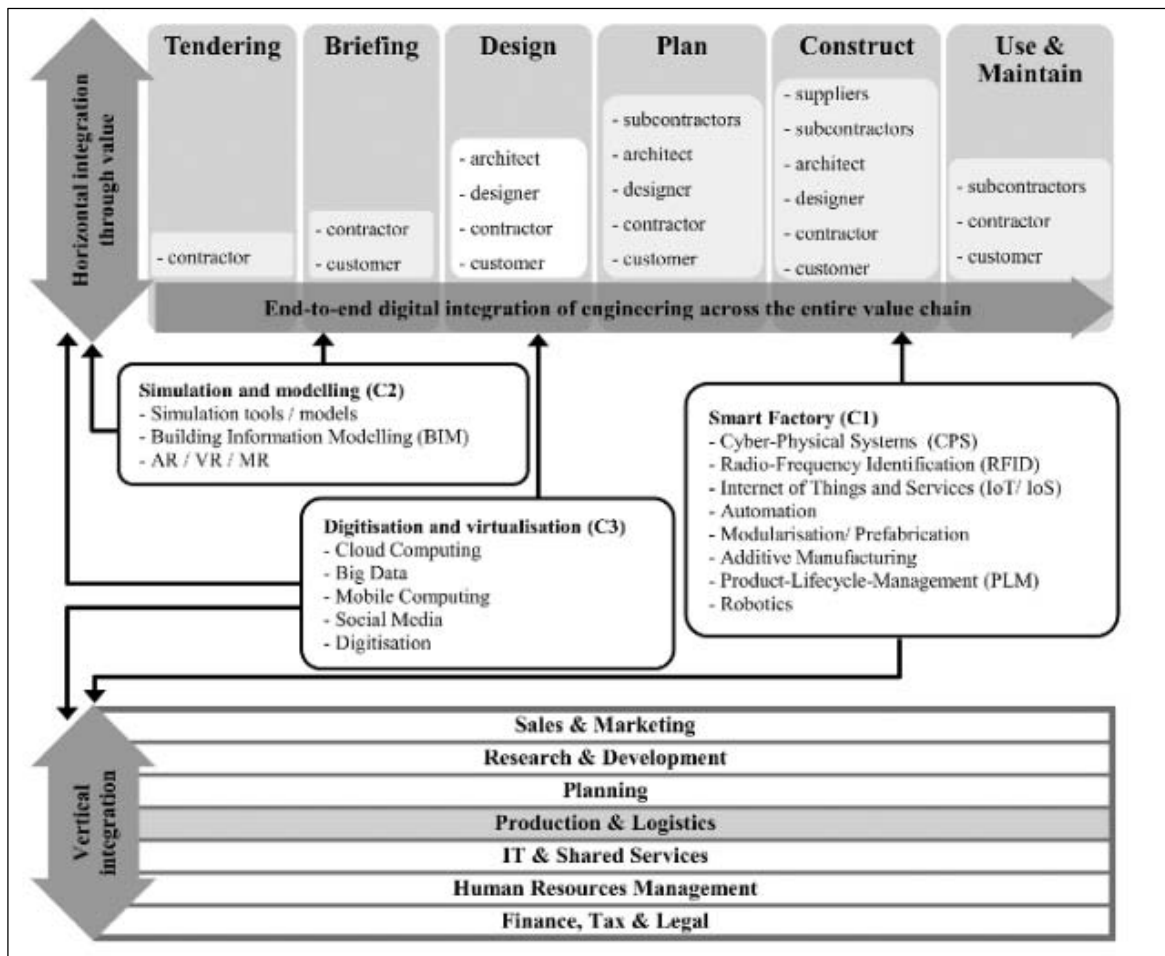 Horizontal integration
through value
Tendering
- contractor
Briefing
- contractor
- customer
Design
- architect
- designer
- contractor
- customer
Plan
- subcontractors
- architect
- designer
- contractor
- customer
Construct
- suppliers
- subcontractors
- architect
- designer
- contractor
- customer
Use &
Maintain
- subcontractors
- contractor
- customer
End-to-end digital integration of engineering across the entire value chain
Simulation and modelling (C2)
- Simulation tools / models
- Building Information Modelling (BIM)
- AR / VR / MR
Digitisation and virtualisation (C3)
- Cloud Computing
- Big Data
- Mobile Computing
- Social Media
- Digitisation
Smart Factory (C1)
- Cyber-Physical Systems (CPS)
- Radio-Frequency Identification (RFID)
- Internet of Things and Services (IoT/ IoS)
- Automation
- Modularisation/ Prefabrication
- Additive Manufacturing
- Product-Lifecycle-Management (PLM)
- Robotics
Vertical
integration
Sales & Marketing
Research & Development
Planning
Production & Logistics
IT & Shared Services
Human Resources Management
Finance, Tax & Legal